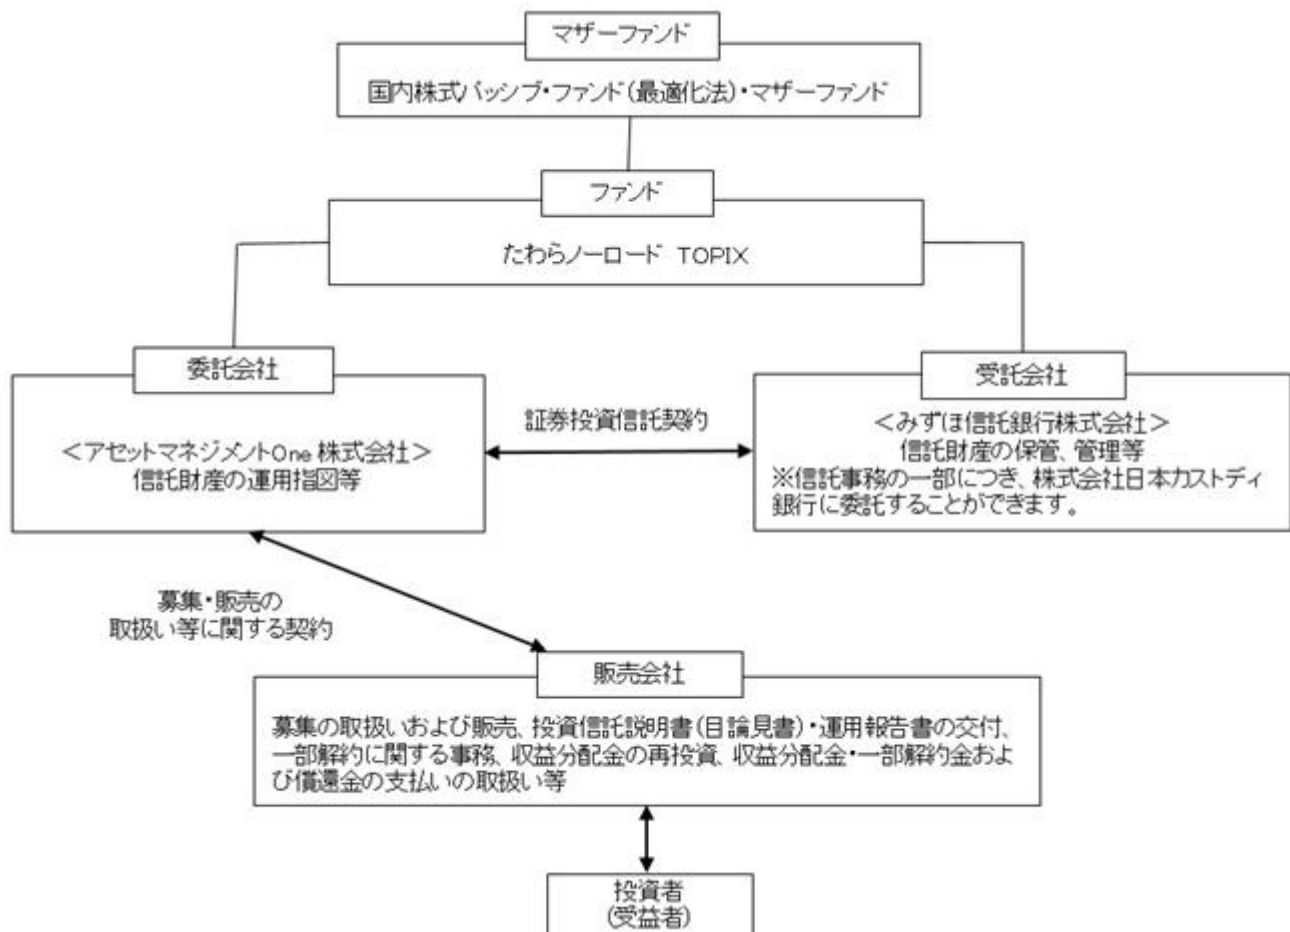 マザーファンド
国内株式パッシブ・ファンド(最適化法)・マザーファンド
ファンド
たわらノーロード TOPIX
委託会社
<アセットマネジメントOne 株式会社>
信託財産の運用指図等
証券投資信託契約
受託会社
<みずほ信託銀行株式会社>
信託財産の保管、管理等
※信託事務の一部につき、株式会社日本カストディ
銀行に委託することができます。
募集・販売の
取扱い等に関する契約
販売会社
募集の取扱いおよび販売、投資信託説明書(目論見書)・運用報告書の交付、
一部解約に関する事務、収益分配金の再投資、収益分配金・一部解約金およ
び償還金の支払いの取扱い等
投資者
(受益者)